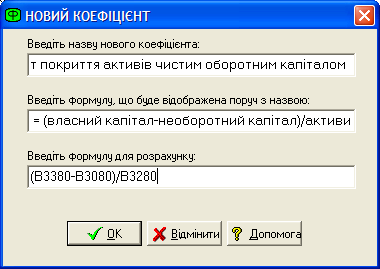 НОВИЙ КОЕФІЦІЄНТ
Введіть назву нового коефіцієнта:
т покриття активів чистим оборотним капіталом
Введіть формулу, що буде відображена поруч з назвою:
= (власний капітал-необоротний капітал)/активи
Введіть формулу для розрахунку:
(B3380-B3080)/B3280
ОК
Відмінити
? Допомога